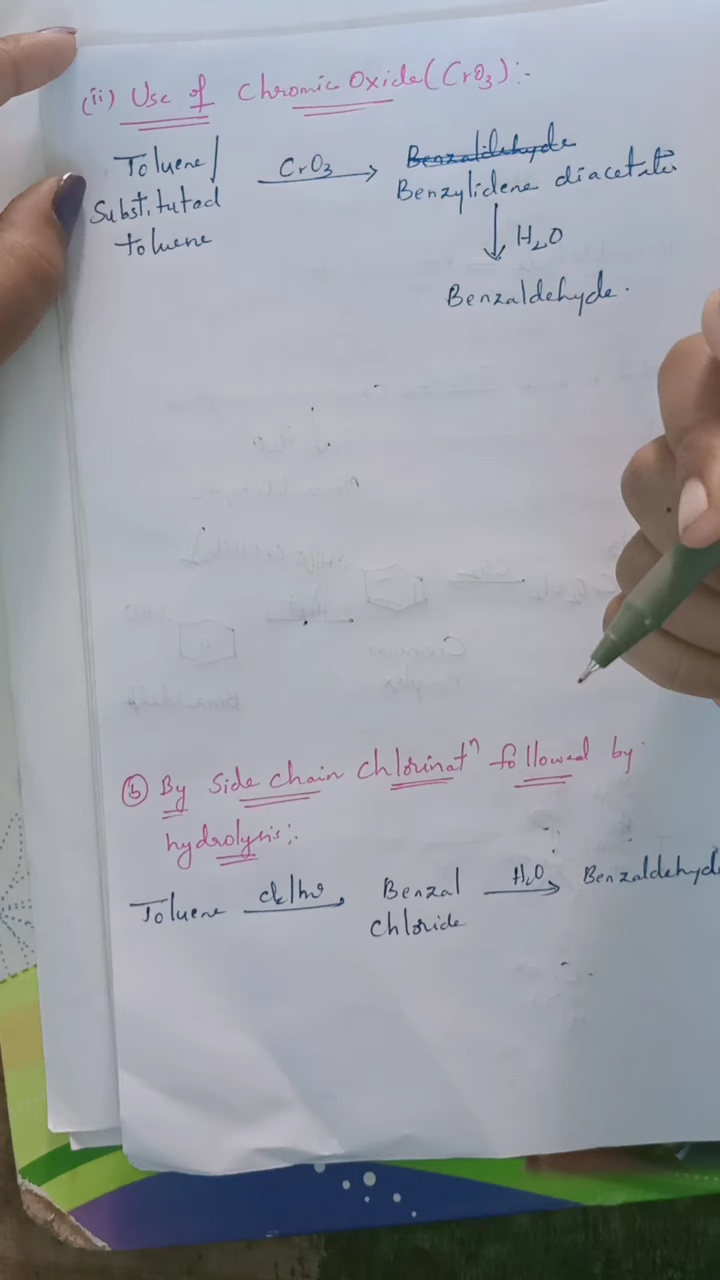 (ii) Use of Chromic Oxide (CrO3):-
Toluene/ CrO3 Benzaldehyde
Substituted Benzylidene diacetate
toluene H2O
Benzaldehyde.
(b) By Side chain Chlorinatn followed by
hydrolysis:-
Toluene Cl2/hν Benzal H2O Benzaldehyde
Chloride